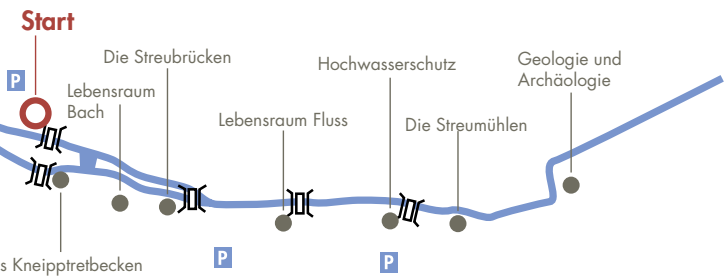 Start
Die Streubrücken
Geologie und
Archäologie
Hochwasserschutz
P
Lebensraum
Bach
Lebensraum Fluss
Die Streumühlen
P
P
s Kneipptretbecken